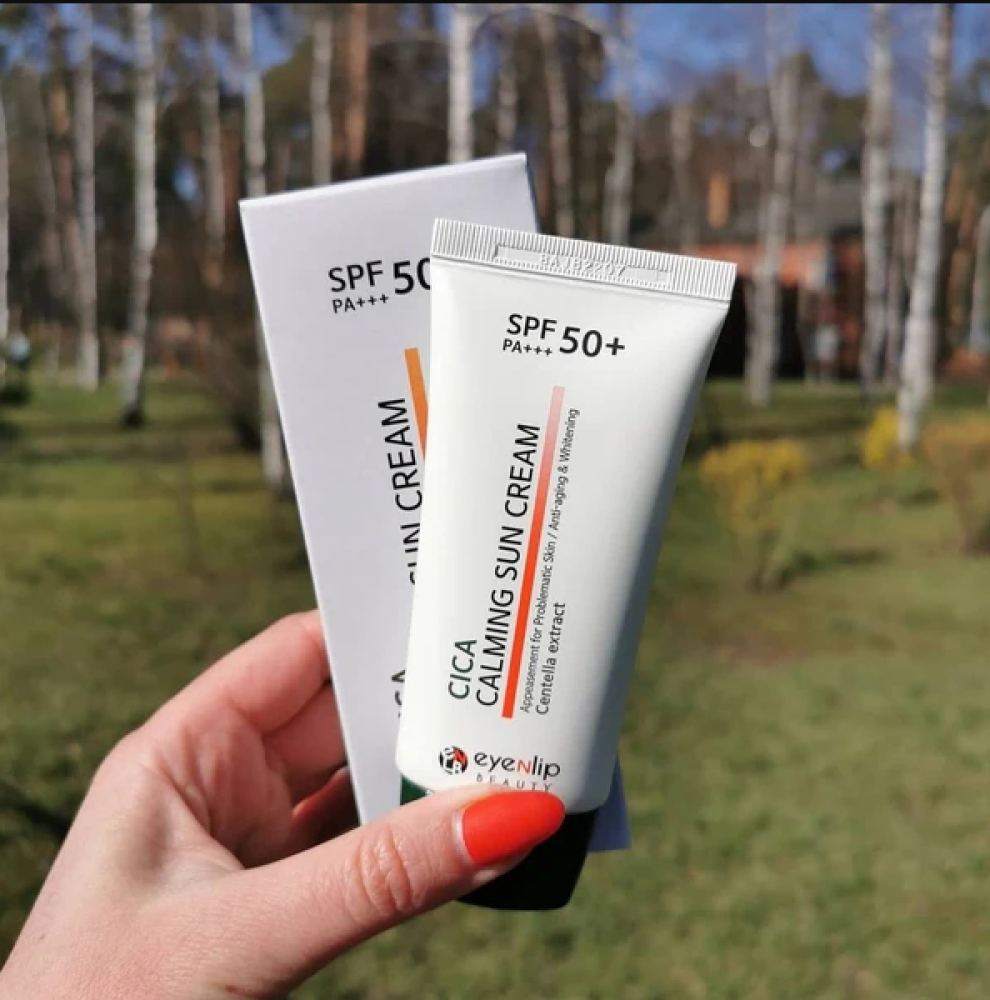 SPF 50
PA+++
SUN CREAM
SPF 50+
PA+++
CICA
CALMING SUN CREAM
Appeasement for Problematic Skin / Anti-aging & Whitening
Centella extract
eyeNlip
BEAUTY